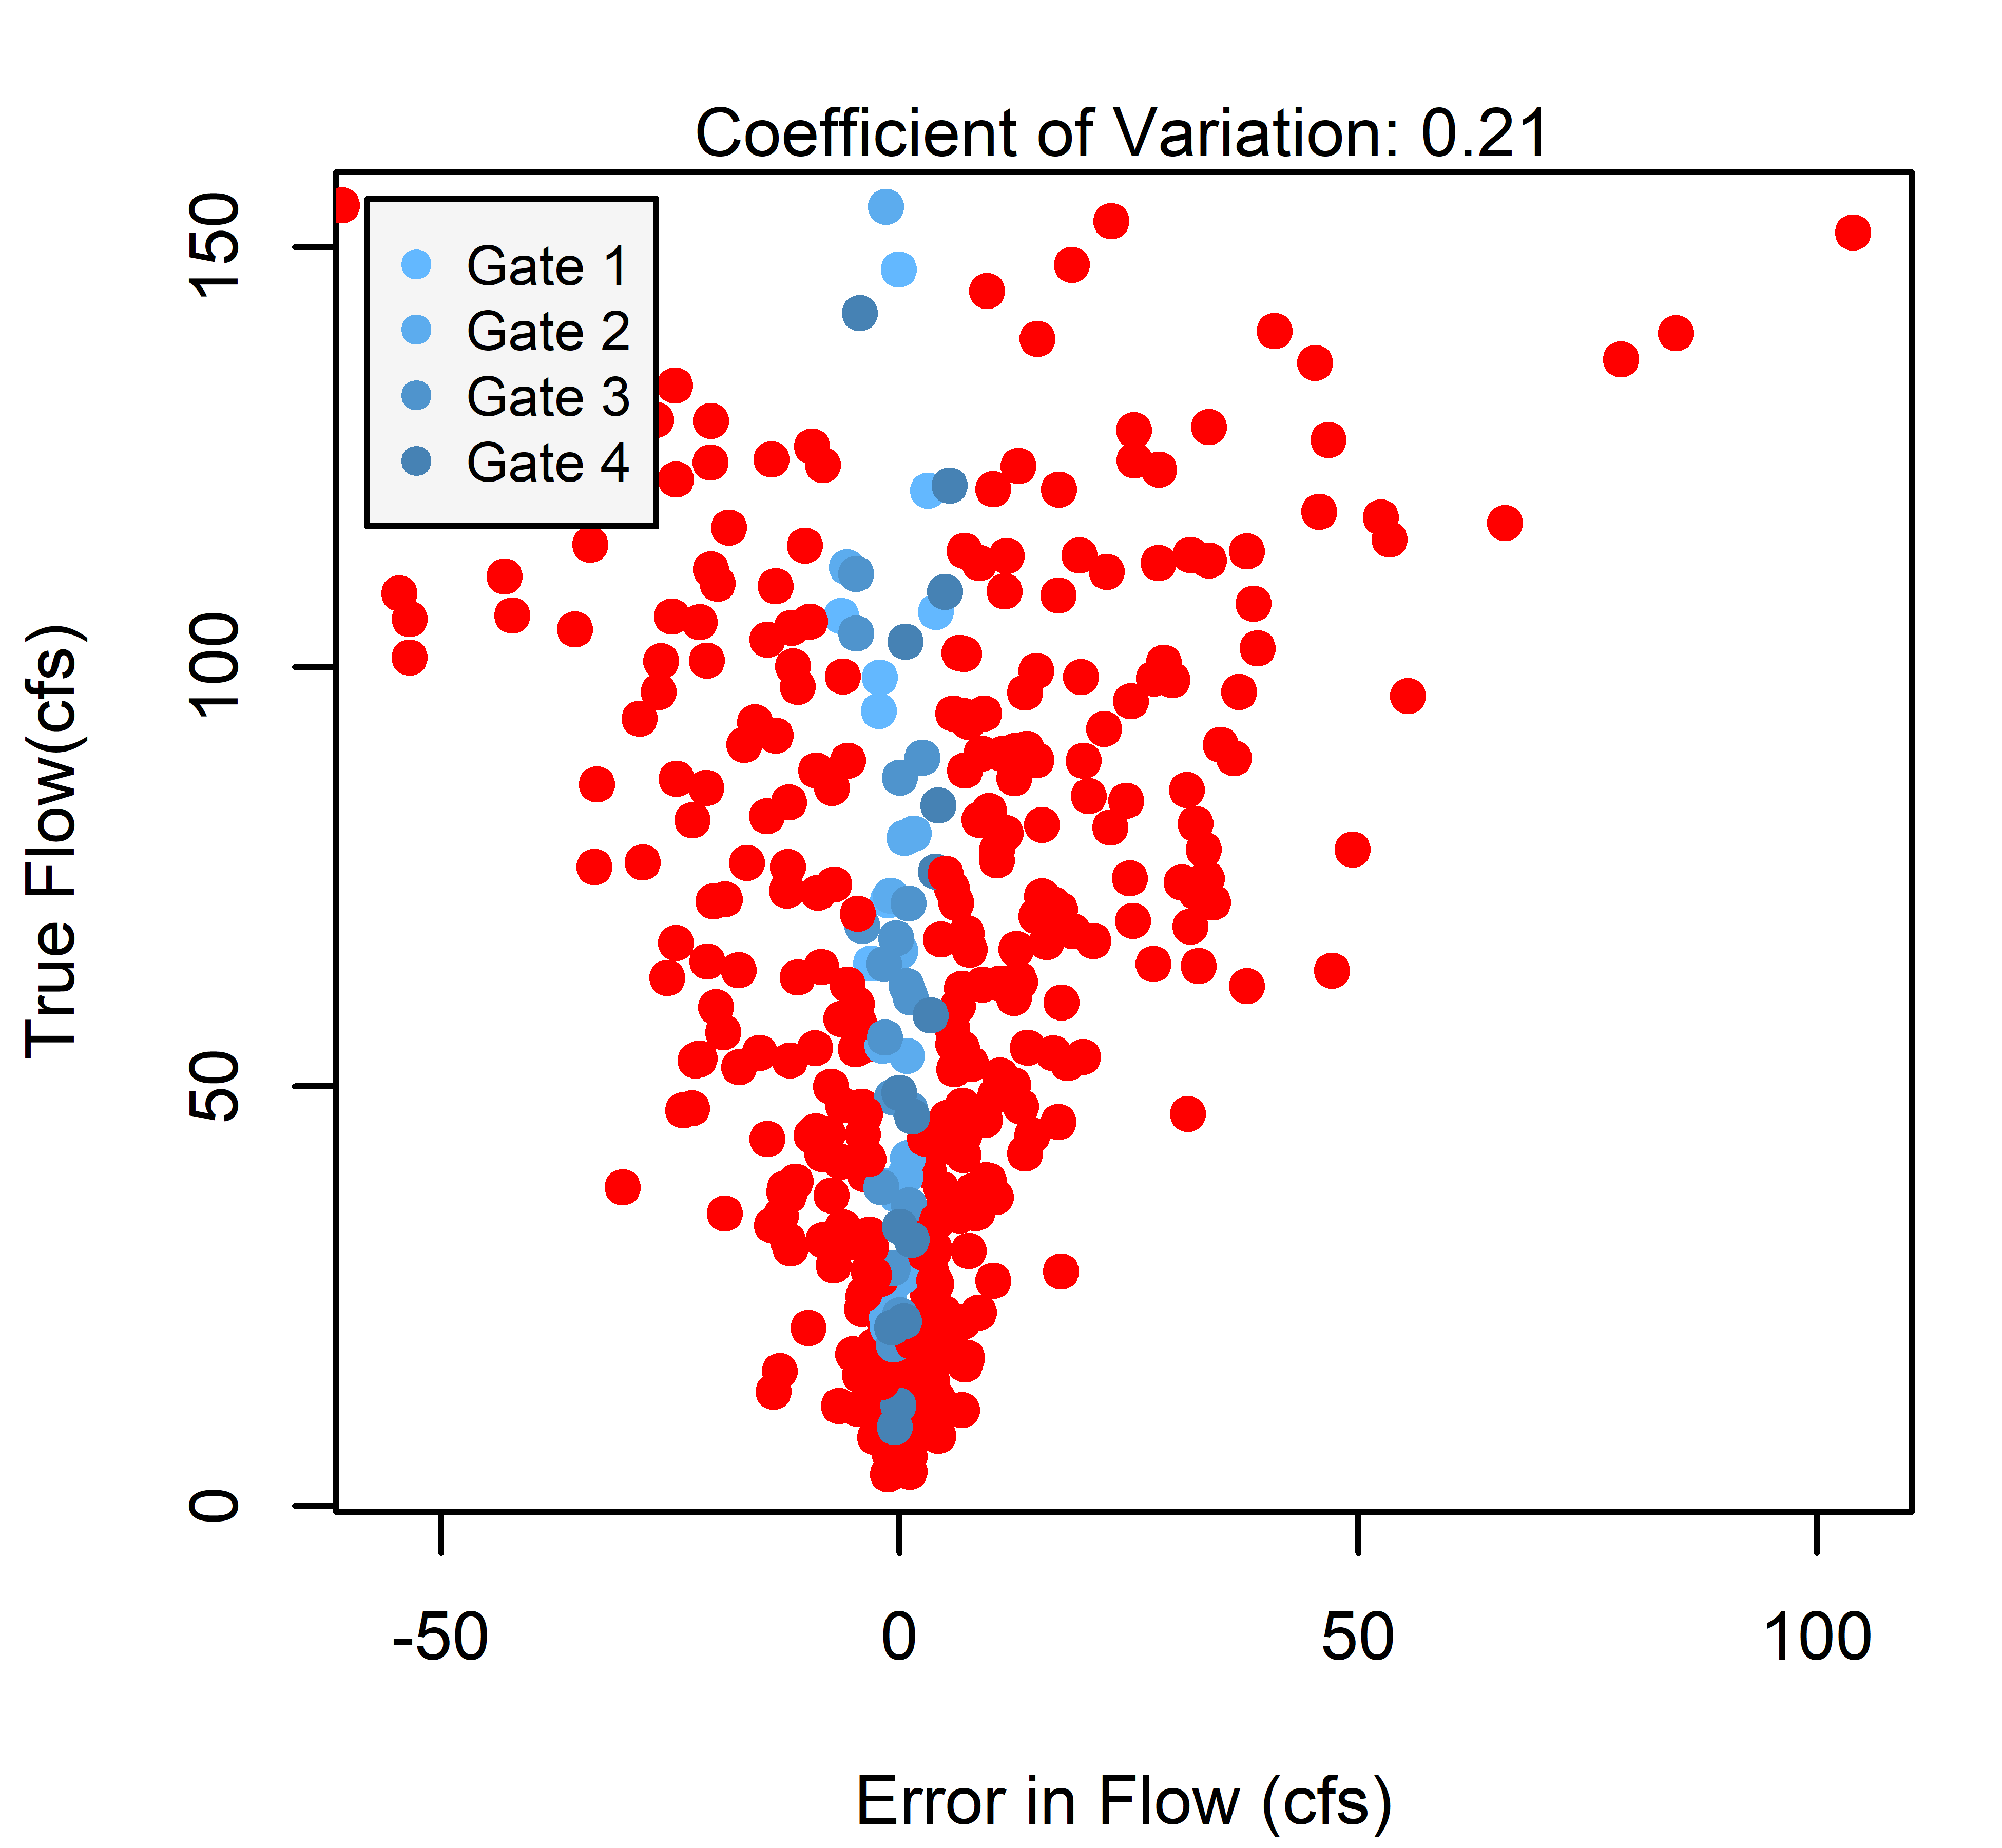 Coefficient of Variation: 0.21
Gate 1
Gate 2
Gate 3
Gate 4
True Flow(cfs)
150
100
50
0
-50 0 50 100
Error in Flow (cfs)